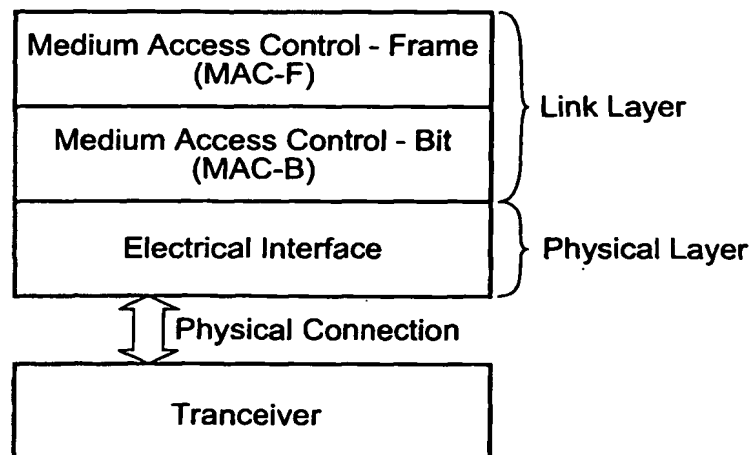 Medium Access Control - Frame
(MAC-F)
Link Layer
Medium Access Control - Bit
(MAC-B)
Electrical Interface
Physical Layer
Physical Connection
Tranceiver